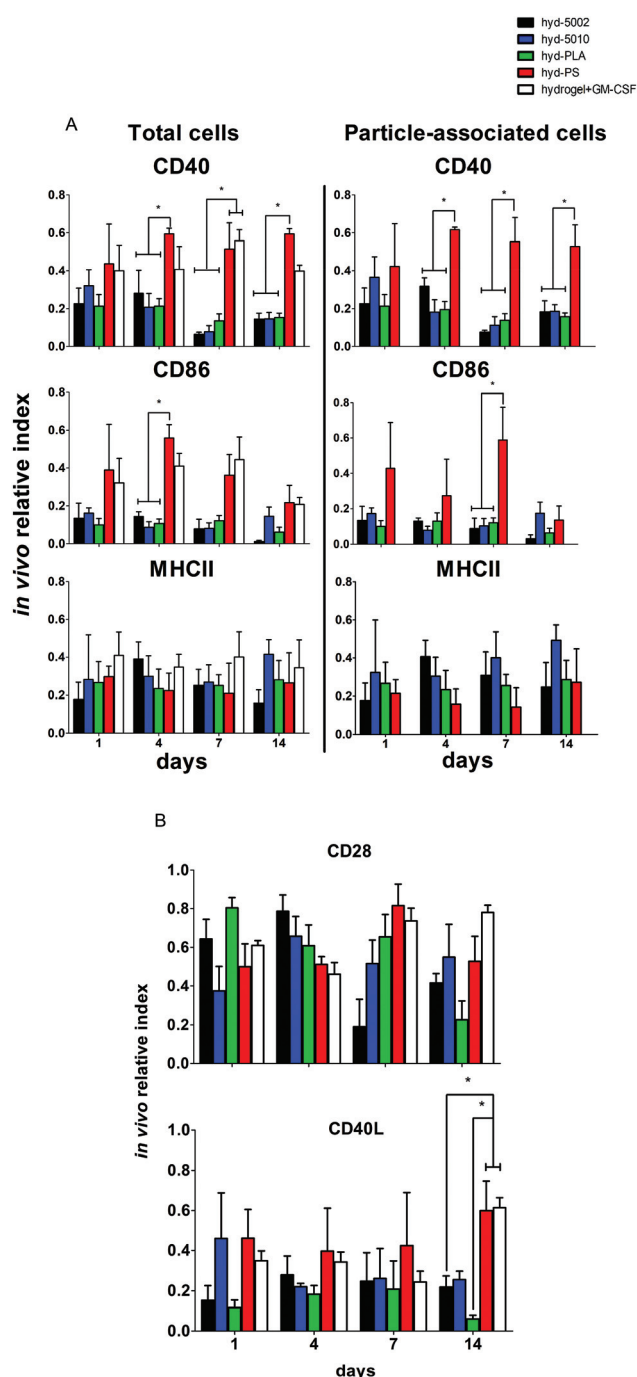 hyd-5002
hyd-5010
hyd-PLA
hyd-PS
hydrogel+GM-CSF
A
Total cells
Particle-associated cells
CD40
CD40
0.8
0.6
0.4
0.2
0.0
*
*
*
0.8
0.6
0.4
0.2
0.0
*
*
*
CD86
CD86
0.8
0.6
0.4
0.2
0.0
*
0.8
0.6
0.4
0.2
0.0
*
MHCII
MHCII
0.8
0.6
0.4
0.2
0.0
0.8
0.6
0.4
0.2
0.0
1 4 7 14
1 4 7 14
days
days
in vivo relative index
B
CD28
1.0
0.8
0.6
0.4
0.2
0.0
CD40L
1.0
0.8
0.6
0.4
0.2
0.0
*
*
1 4 7 14
days
in vivo relative index